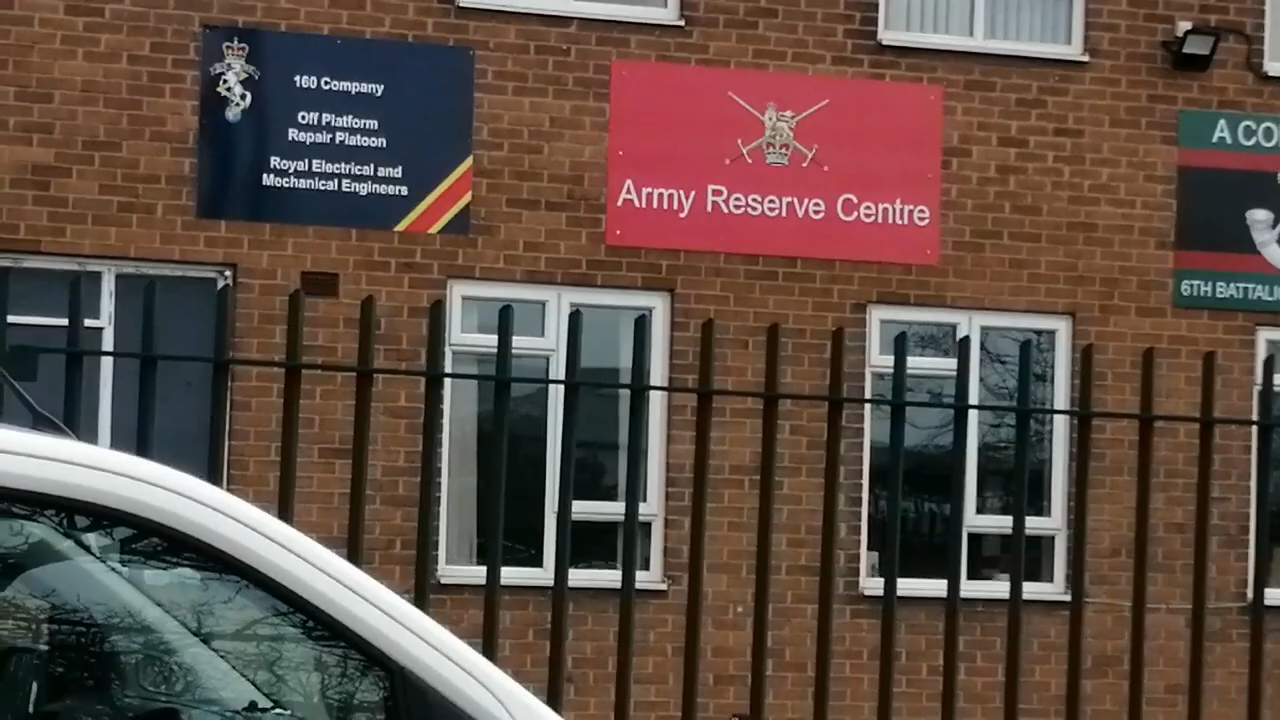 160 Company
Off Platform
Repair Platoon
Royal Electrical and
Mechanical Engineers
Army Reserve Centre
A CO
6TH BATTALI